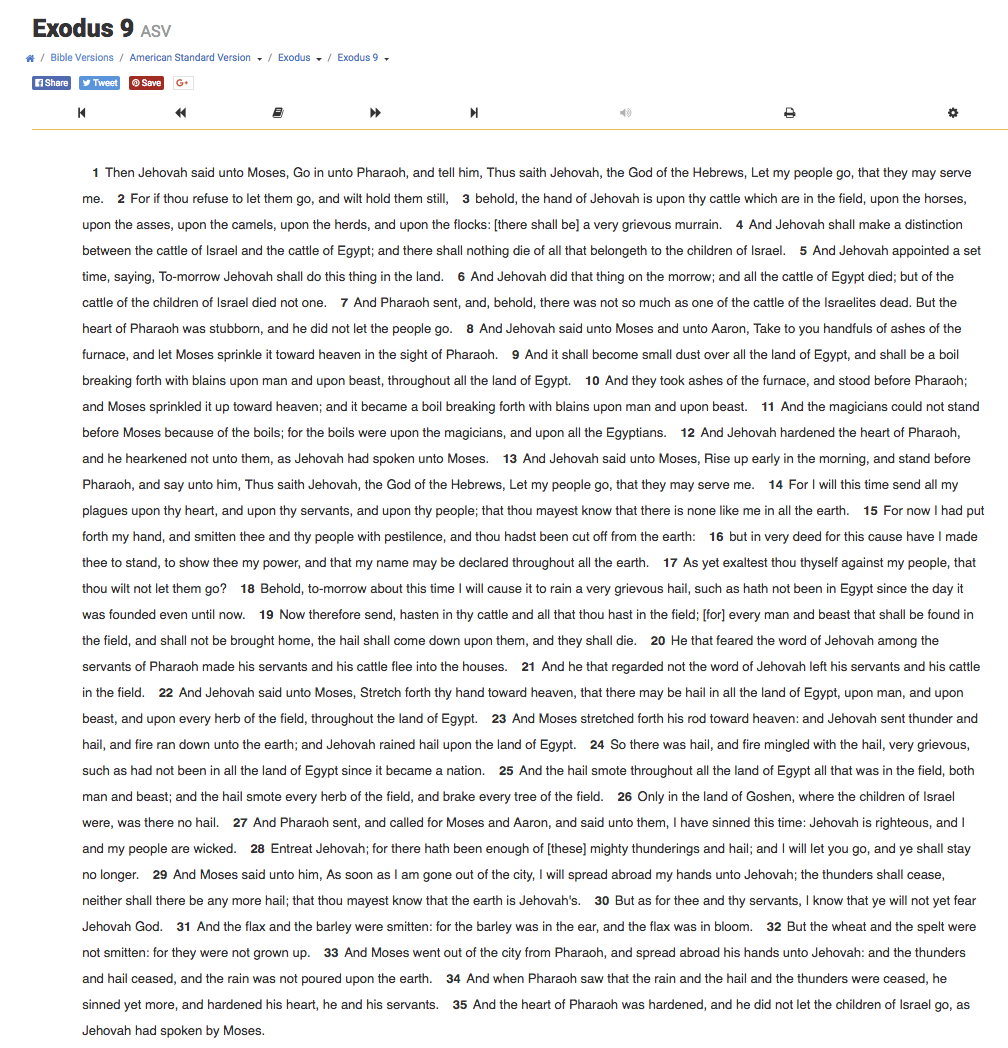 Exodus 9 ASV
/ Bible Versions / American Standard Version / Exodus / Exodus 9
Share Tweet Save G+
1 Then Jehovah said unto Moses, Go in unto Pharaoh, and tell him, Thus saith Jehovah, the God of the Hebrews, Let my people go, that they may serve
me. 2 For if thou refuse to let them go, and wilt hold them still, 3 behold, the hand of Jehovah is upon thy cattle which are in the field, upon the horses,
upon the asses, upon the camels, upon the herds, and upon the flocks: [there shall be] a very grievous murrain. 4 And Jehovah shall make a distinction
between the cattle of Israel and the cattle of Egypt; and there shall nothing die of all that belongeth to the children of Israel. 5 And Jehovah appointed a set
time, saying, To-morrow Jehovah shall do this thing in the land. 6 And Jehovah did that thing on the morrow; and all the cattle of Egypt died; but of the
cattle of the children of Israel died not one. 7 And Pharaoh sent, and, behold, there was not so much as one of the cattle of the Israelites dead. But the
heart of Pharaoh was stubborn, and he did not let the people go. 8 And Jehovah said unto Moses and unto Aaron, Take to you handfuls of ashes of the
furnace, and let Moses sprinkle it toward heaven in the sight of Pharaoh. 9 And it shall become small dust over all the land of Egypt, and shall be a boil
breaking forth with blains upon man and upon beast, throughout all the land of Egypt. 10 And they took ashes of the furnace, and stood before Pharaoh;
and Moses sprinkled it up toward heaven; and it became a boil breaking forth with blains upon man and upon beast. 11 And the magicians could not stand
before Moses because of the boils; for the boils were upon the magicians, and upon all the Egyptians. 12 And Jehovah hardened the heart of Pharaoh,
and he hearkened not unto them, as Jehovah had spoken unto Moses. 13 And Jehovah said unto Moses, Rise up early in the morning, and stand before
Pharaoh, and say unto him, Thus saith Jehovah, the God of the Hebrews, Let my people go, that they may serve me. 14 For I will this time send all my
plagues upon thy heart, and upon thy servants, and upon thy people; that thou mayest know that there is none like me in all the earth. 15 For now I had put
forth my hand, and smitten thee and thy people with pestilence, and thou hadst been cut off from the earth: 16 but in very deed for this cause have I made
thee to stand, to show thee my power, and that my name may be declared throughout all the earth. 17 As yet exaltest thou thyself against my people, that
thou wilt not let them go? 18 Behold, to-morrow about this time I will cause it to rain a very grievous hail, such as hath not been in Egypt since the day it
was founded even until now. 19 Now therefore send, hasten in thy cattle and all that thou hast in the field; [for] every man and beast that shall be found in
the field, and shall not be brought home, the hail shall come down upon them, and they shall die. 20 He that feared the word of Jehovah among the
servants of Pharaoh made his servants and his cattle flee into the houses. 21 And he that regarded not the word of Jehovah left his servants and his cattle
in the field. 22 And Jehovah said unto Moses, Stretch forth thy hand toward heaven, that there may be hail in all the land of Egypt, upon man, and upon
beast, and upon every herb of the field, throughout the land of Egypt. 23 And Moses stretched forth his rod toward heaven: and Jehovah sent thunder and
hail, and fire ran down unto the earth; and Jehovah rained hail upon the land of Egypt. 24 So there was hail, and fire mingled with the hail, very grievous,
such as had not been in all the land of Egypt since it became a nation. 25 And the hail smote throughout all the land of Egypt all that was in the field, both
man and beast; and the hail smote every herb of the field, and brake every tree of the field. 26 Only in the land of Goshen, where the children of Israel
were, was there no hail. 27 And Pharaoh sent, and called for Moses and Aaron, and said unto them, I have sinned this time: Jehovah is righteous, and I
and my people are wicked. 28 Entreat Jehovah; for there hath been enough of [these] mighty thunderings and hail; and I will let you go, and ye shall stay
no longer. 29 And Moses said unto him, As soon as I am gone out of the city, I will spread abroad my hands unto Jehovah; the thunders shall cease,
neither shall there be any more hail; that thou mayest know that the earth is Jehovah's. 30 But as for thee and thy servants, I know that ye will not yet fear
Jehovah God. 31 And the flax and the barley were smitten: for the barley was in the ear, and the flax was in bloom. 32 But the wheat and the spelt were
not smitten: for they were not grown up. 33 And Moses went out of the city from Pharaoh, and spread abroad his hands unto Jehovah: and the thunders
and hail ceased, and the rain was not poured upon the earth. 34 And when Pharaoh saw that the rain and the hail and the thunders were ceased, he
sinned yet more, and hardened his heart, he and his servants. 35 And the heart of Pharaoh was hardened, and he did not let the children of Israel go, as
Jehovah had spoken by Moses.